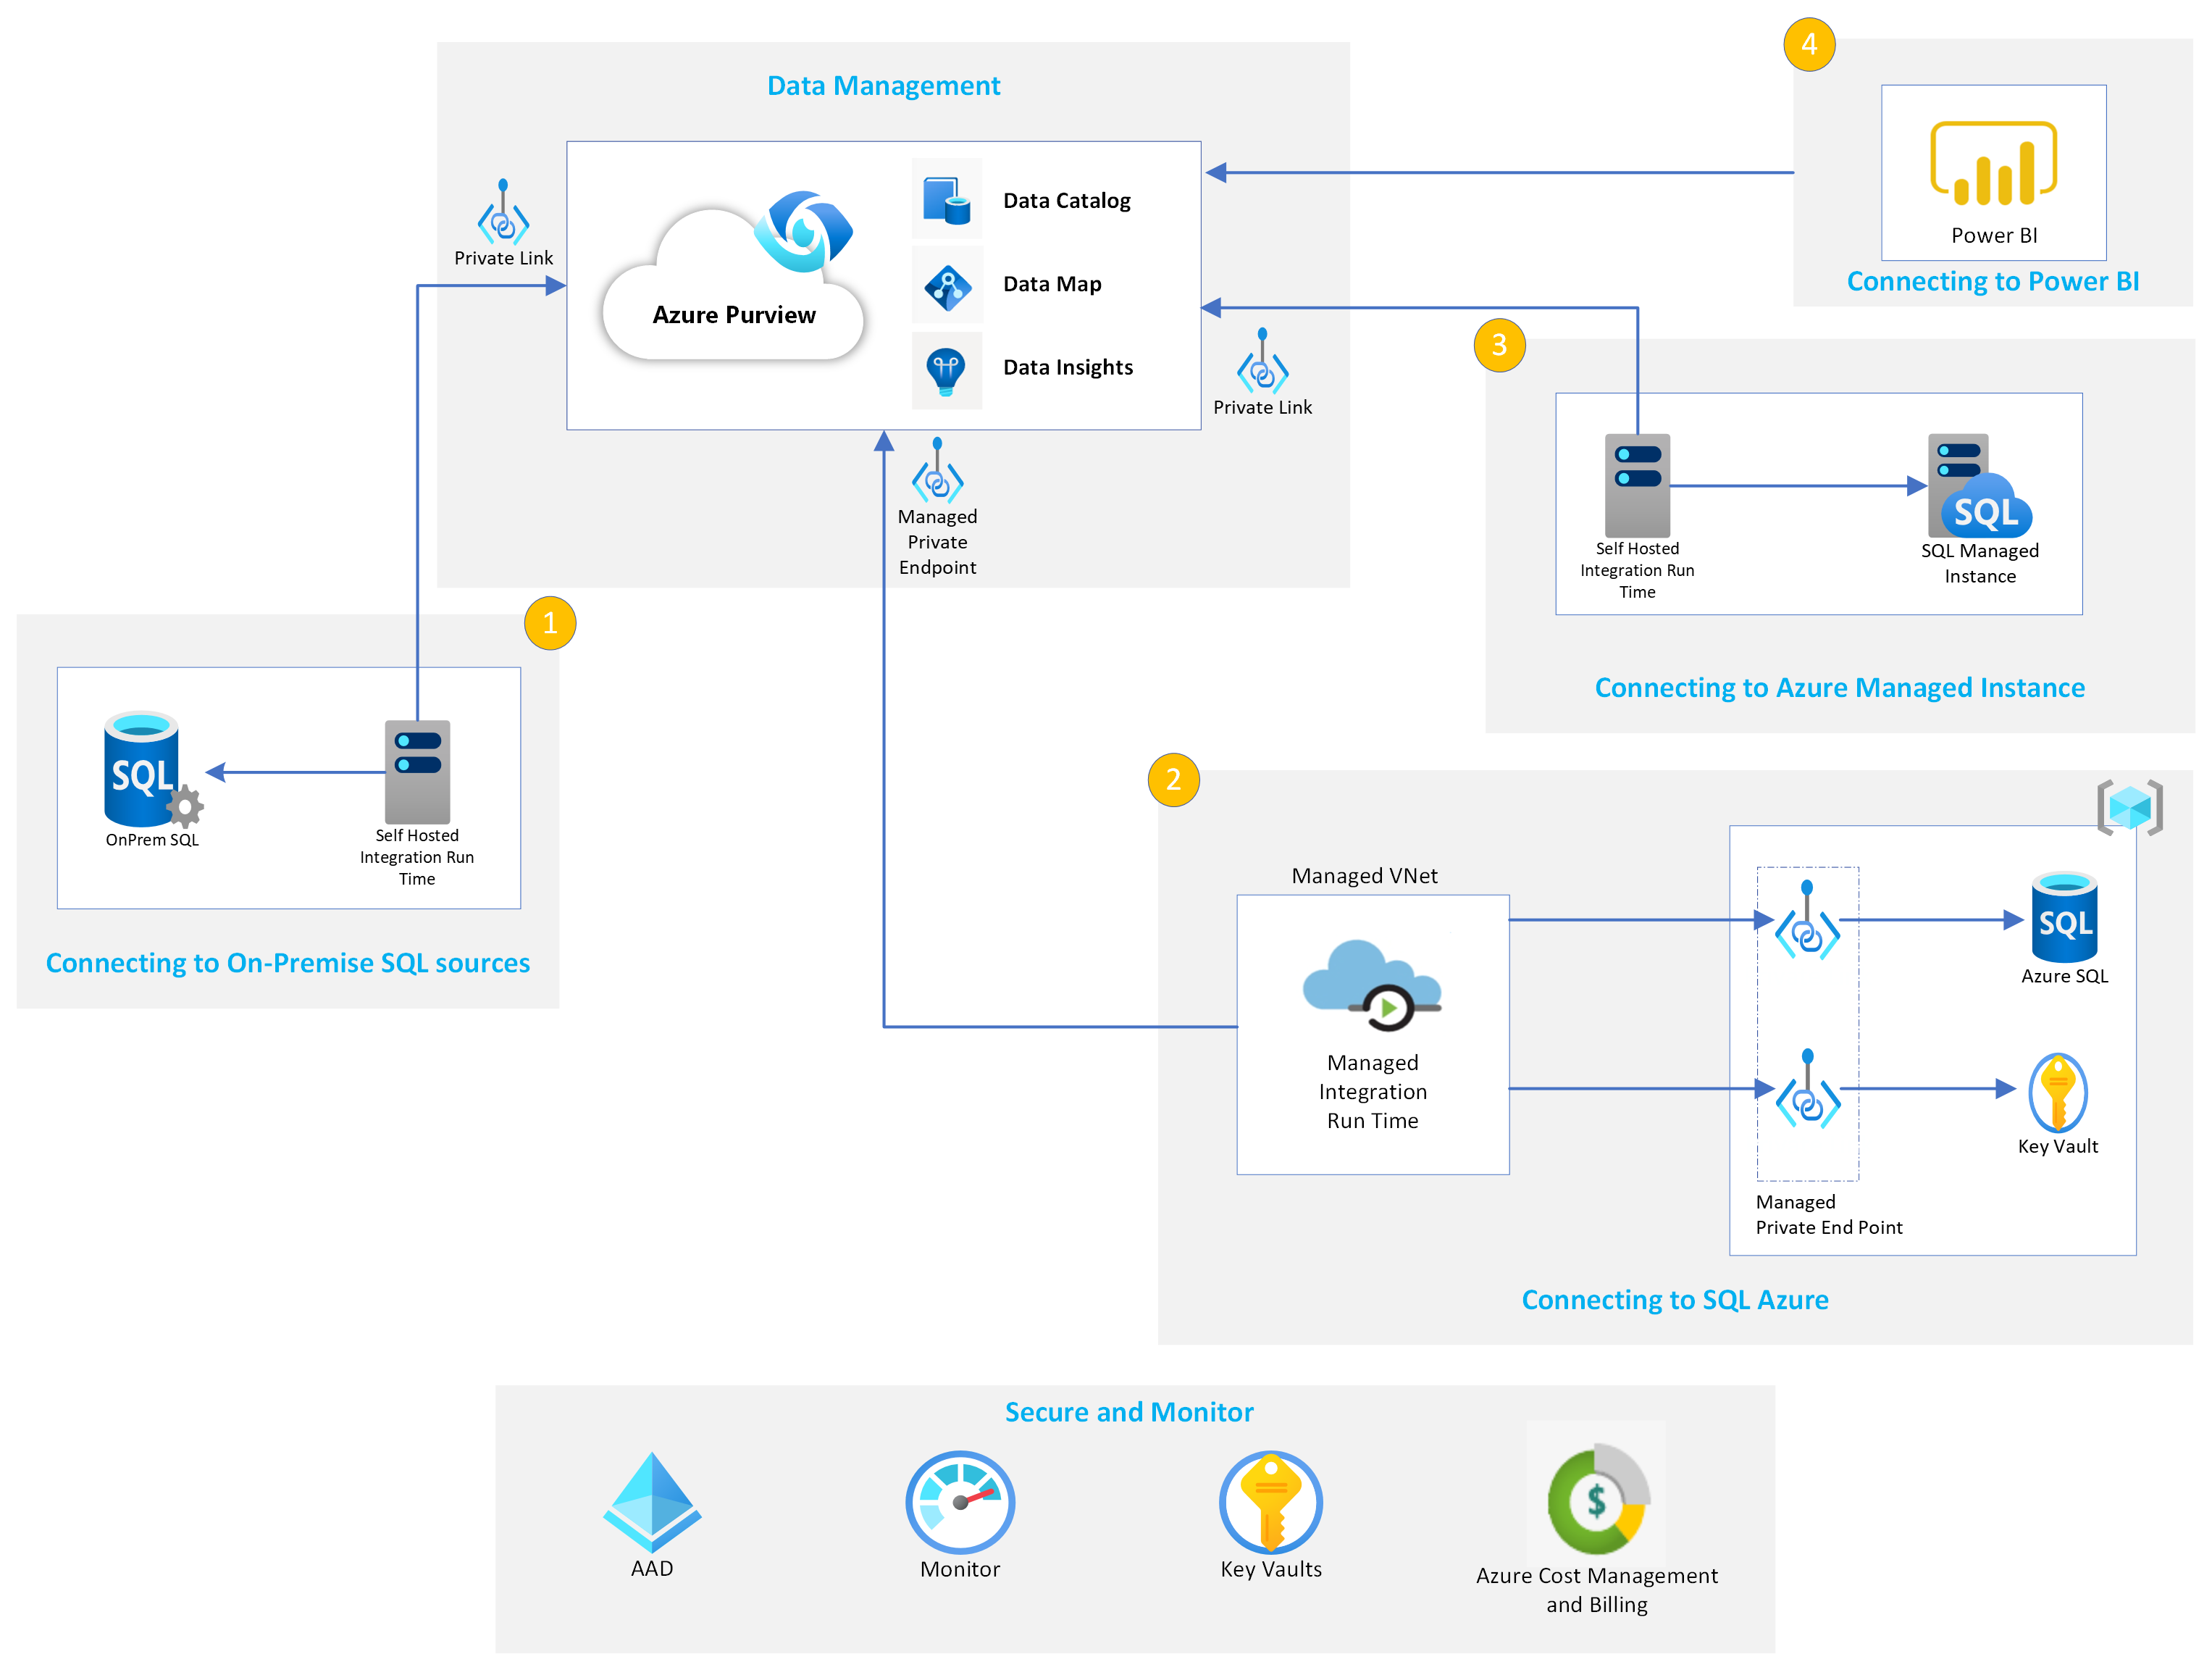 4
Data Management
Power BI
Connecting to Power BI
Private Link
Azure Purview
Data Catalog
Data Map
Data Insights
Private Link
Managed
Private
Endpoint
3
Self Hosted
Integration Run
Time
SQL
SQL Managed
Instance
Connecting to Azure Managed Instance
1
SQL
OnPrem SQL
Self Hosted
Integration Run
Time
Connecting to On-Premise SQL sources
2
Managed VNet
Managed
Integration
Run Time
SQL
Azure SQL
Key Vault
Managed
Private End Point
Connecting to SQL Azure
Secure and Monitor
AAD
Monitor
Key Vaults
$
Azure Cost Management
and Billing